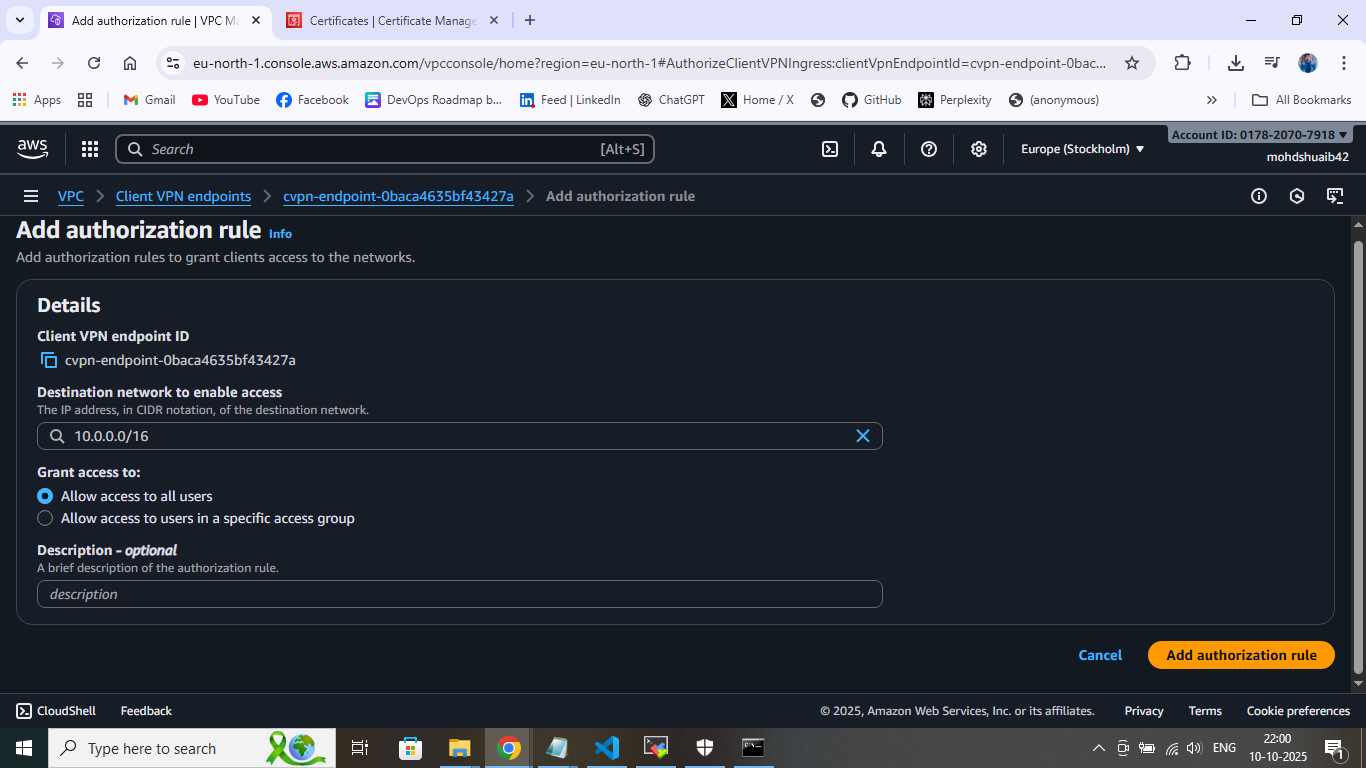 Add authorization rule | VPC M
Certificates | Certificate Manage
eu-north-1.console.aws.amazon.com/vpcconsole/home?region=eu-north-1#AuthorizeClientVPNIngress:clientVpnEndpointId=cvpn-endpoint-0bac...
Apps Gmail YouTube Facebook DevOps Roadmap b... Feed | LinkedIn ChatGPT Home / X GitHub Perplexity (anonymous) » All Bookmarks
aws Search [Alt+S] Europe (Stockholm) Account ID: 0178-2070-7918
mohdshuaib42
VPC Client VPN endpoints cvpn-endpoint-0baca4635bf43427a Add authorization rule
Add authorization rule Info
Add authorization rules to grant clients access to the networks.
Details
Client VPN endpoint ID
cvpn-endpoint-0baca4635bf43427a
Destination network to enable access
The IP address, in CIDR notation, of the destination network.
10.0.0.0/16
Grant access to:
Allow access to all users
Allow access to users in a specific access group
Description - optional
A brief description of the authorization rule.
description
Cancel Add authorization rule
CloudShell Feedback © 2025, Amazon Web Services, Inc. or its affiliates. Privacy Terms Cookie preferences
Type here to search ENG 22:00
10-10-2025 1